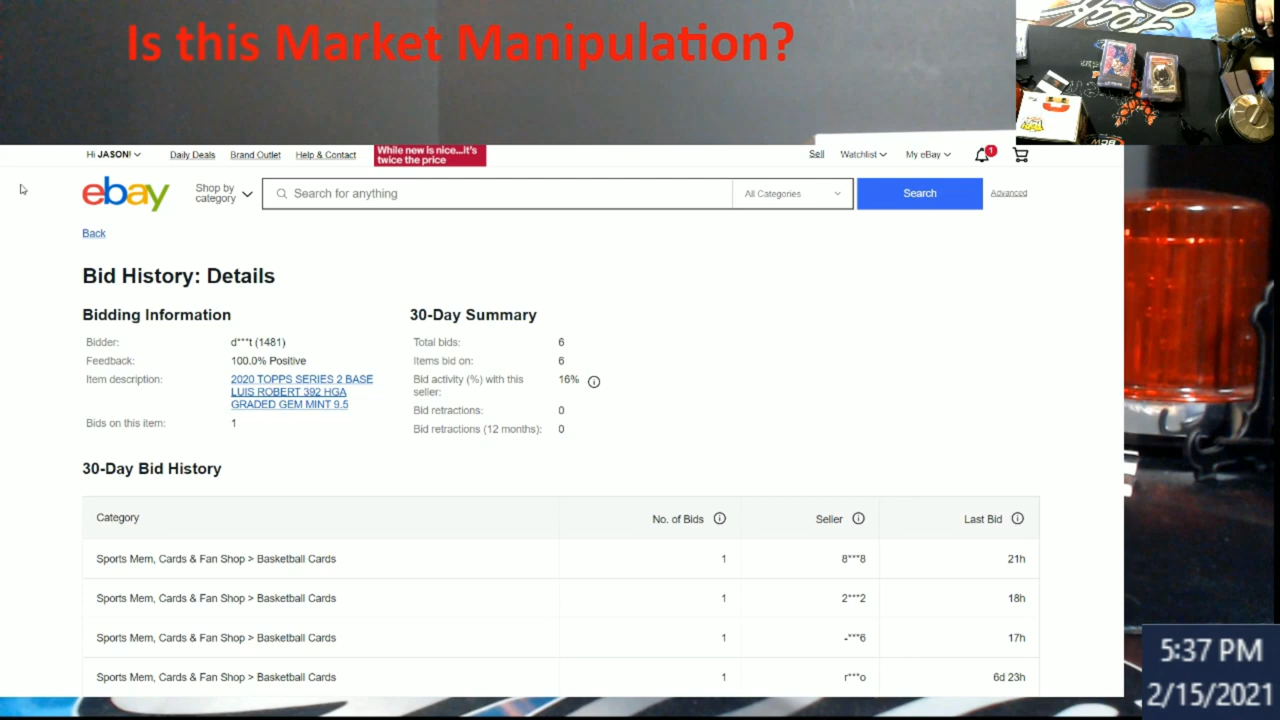 Is this Market Manipulation?
Hi JASON!
Daily Deals
Brand Outlet
Help & Contact
While new is nice...it's
twice the price
Sell
Watchlist
My eBay
1
ebay
Shop by
category
Search for anything
All Categories
Search
Advanced
Back
Bid History: Details
Bidding Information
Bidder: d***t (1481)
Feedback: 100.0% Positive
Item description: 2020 TOPPS SERIES 2 BASE
LUIS ROBERT 392 HGA
GRADED GEM MINT 9.5
Bids on this item: 1
30-Day Summary
Total bids: 6
Items bid on: 6
Bid activity (%) with this 16%
seller:
Bid retractions: 0
Bid retractions (12 months): 0
30-Day Bid History
Category No. of Bids Seller Last Bid
Sports Mem, Cards & Fan Shop > Basketball Cards 1 8***8 21h
Sports Mem, Cards & Fan Shop > Basketball Cards 1 2***2 18h
Sports Mem, Cards & Fan Shop > Basketball Cards 1 -***6 17h
Sports Mem, Cards & Fan Shop > Basketball Cards 1 r***o 6d 23h
5:37 PM
2/15/2021